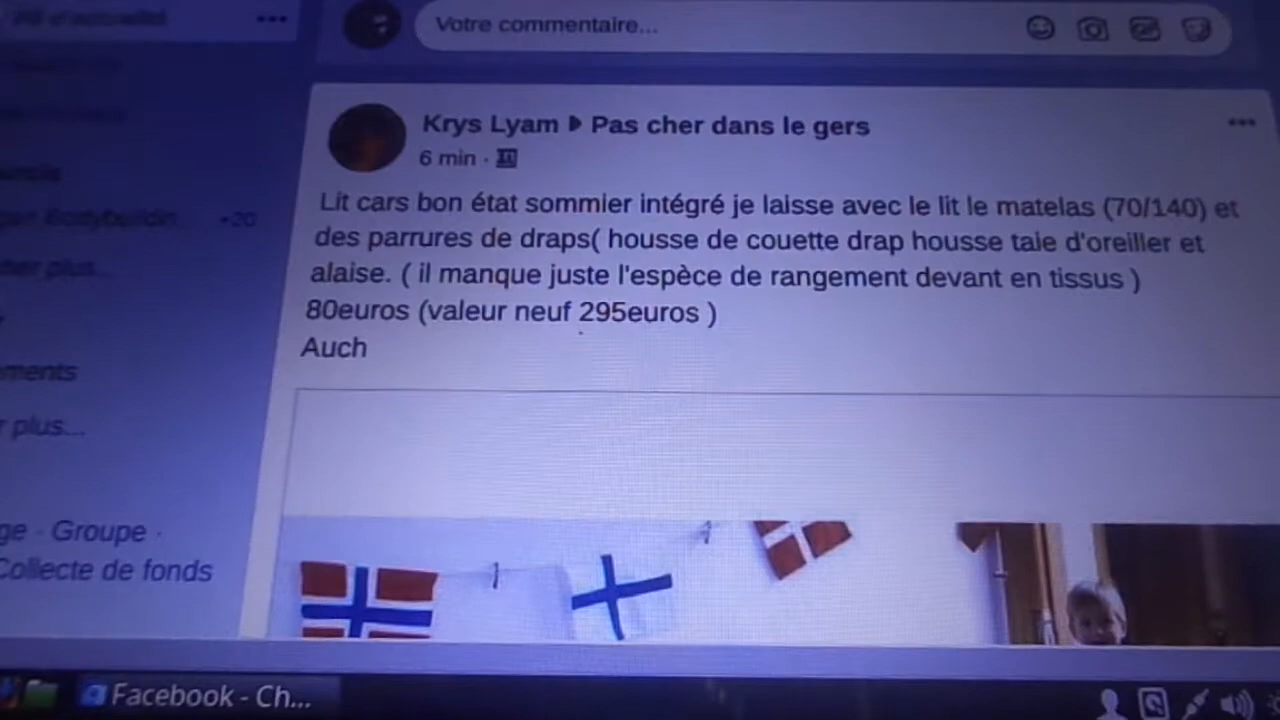 Votre commentaire...
Krys Lyam ▸ Pas cher dans le gers
6 min ·
Lit cars bon état sommier intégré je laisse avec le lit le matelas (70/140) et
des parrures de draps( housse de couette drap housse taie d'oreiller et
alaise. ( il manque juste l'espèce de rangement devant en tissus )
80euros (valeur neuf 295euros )
Auch
+20
plus...
ments
r plus...
ge · Groupe ·
Collecte de fonds
Facebook - Ch...